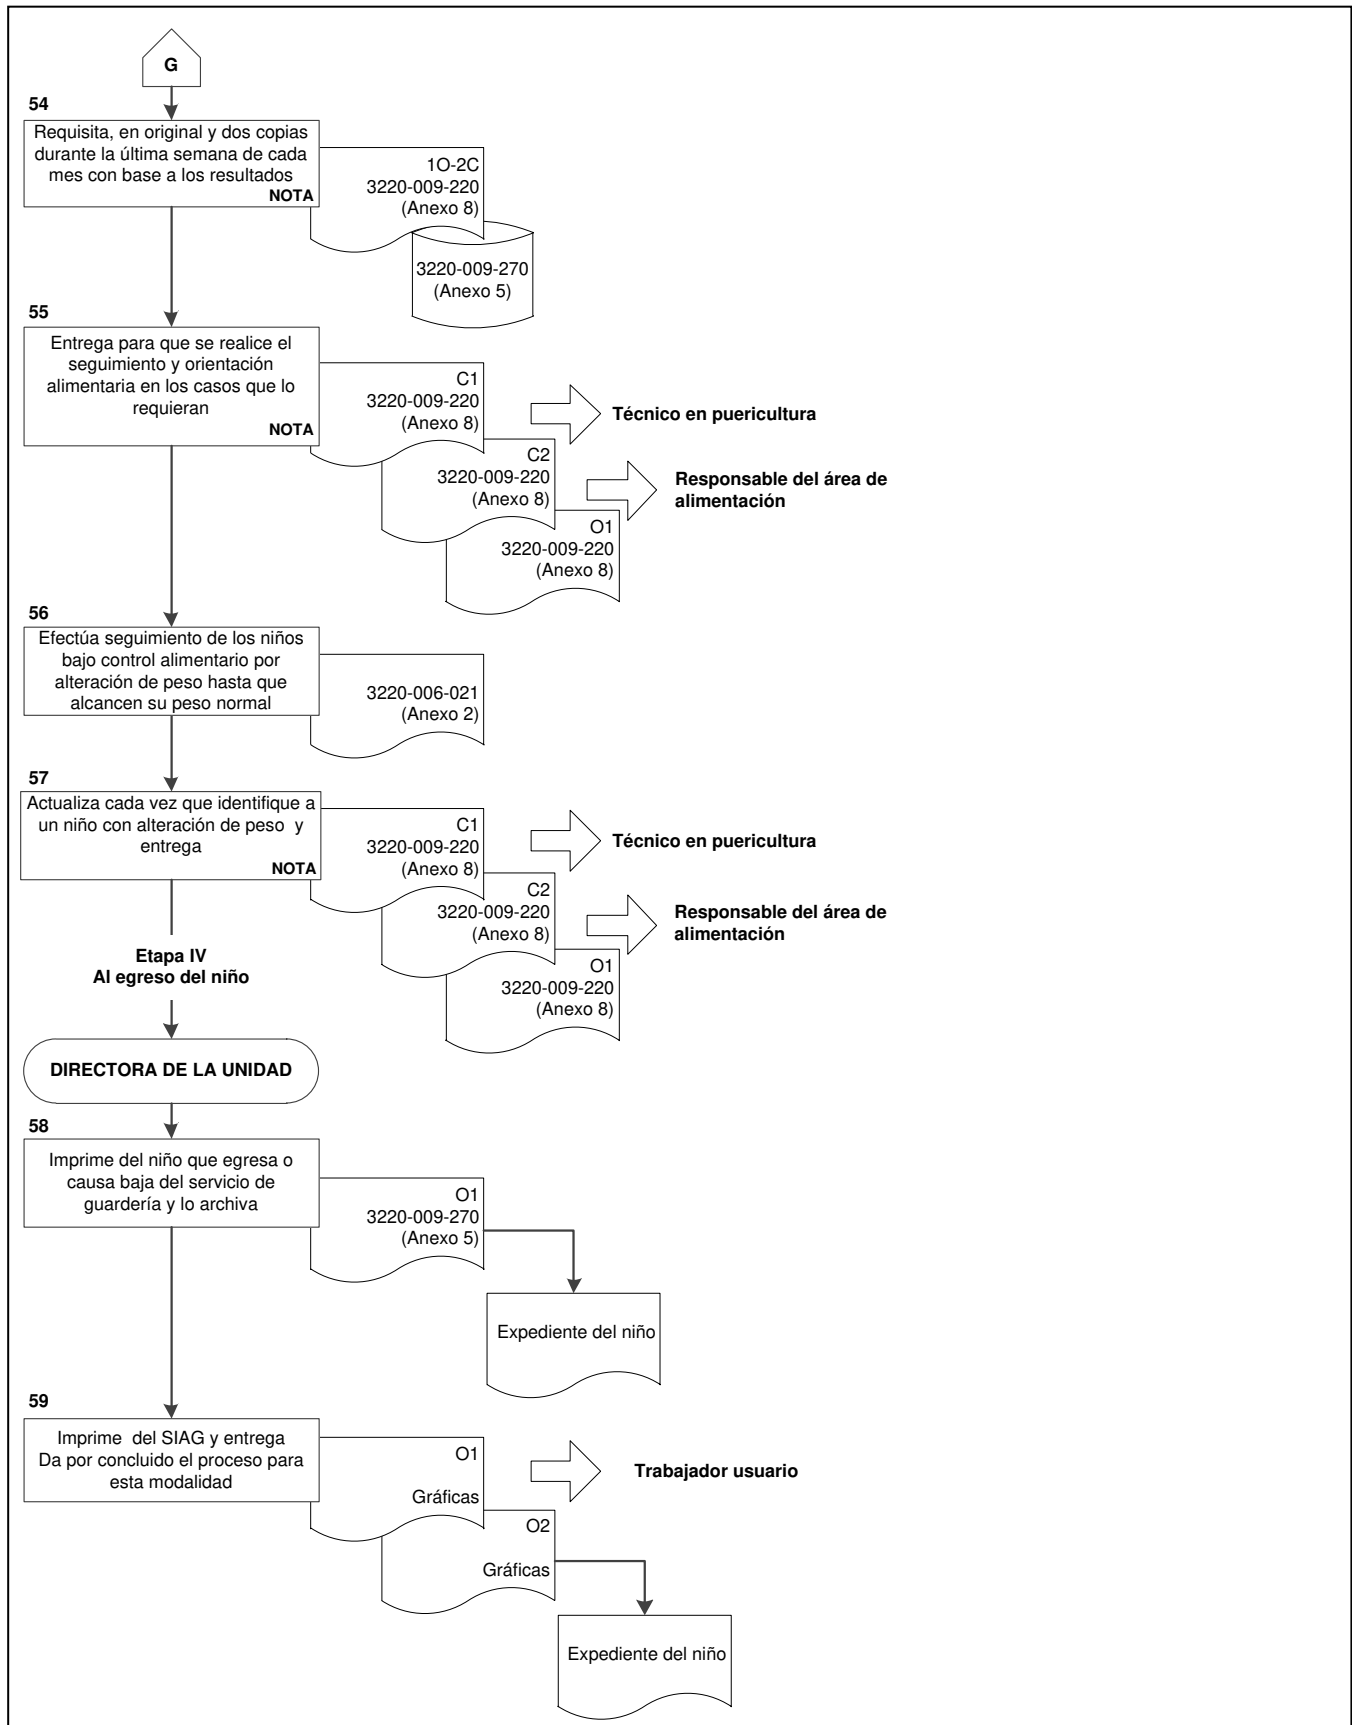 G
54
Requisita, en original y dos copias
durante la última semana de cada
mes con base a los resultados
NOTA
1O-2C
3220-009-220
(Anexo 8)
3220-009-270
(Anexo 5)
55
Entrega para que se realice el
seguimiento y orientación
alimentaria en los casos que lo
requieran
NOTA
C1
3220-009-220
(Anexo 8)
Técnico en puericultura
C2
3220-009-220
(Anexo 8)
Responsable del área de
alimentación
O1
3220-009-220
(Anexo 8)
56
Efectúa seguimiento de los niños
bajo control alimentario por
alteración de peso hasta que
alcancen su peso normal
3220-006-021
(Anexo 2)
57
Actualiza cada vez que identifique a
un niño con alteración de peso y
entrega
NOTA
C1
3220-009-220
(Anexo 8)
Técnico en puericultura
C2
3220-009-220
(Anexo 8)
Responsable del área de
alimentación
O1
3220-009-220
(Anexo 8)
Etapa IV
Al egreso del niño
DIRECTORA DE LA UNIDAD
58
Imprime del niño que egresa o
causa baja del servicio de
guardería y lo archiva
O1
3220-009-270
(Anexo 5)
Expediente del niño
59
Imprime del SIAG y entrega
Da por concluido el proceso para
esta modalidad
O1
Gráficas
Trabajador usuario
O2
Gráficas
Expediente del niño